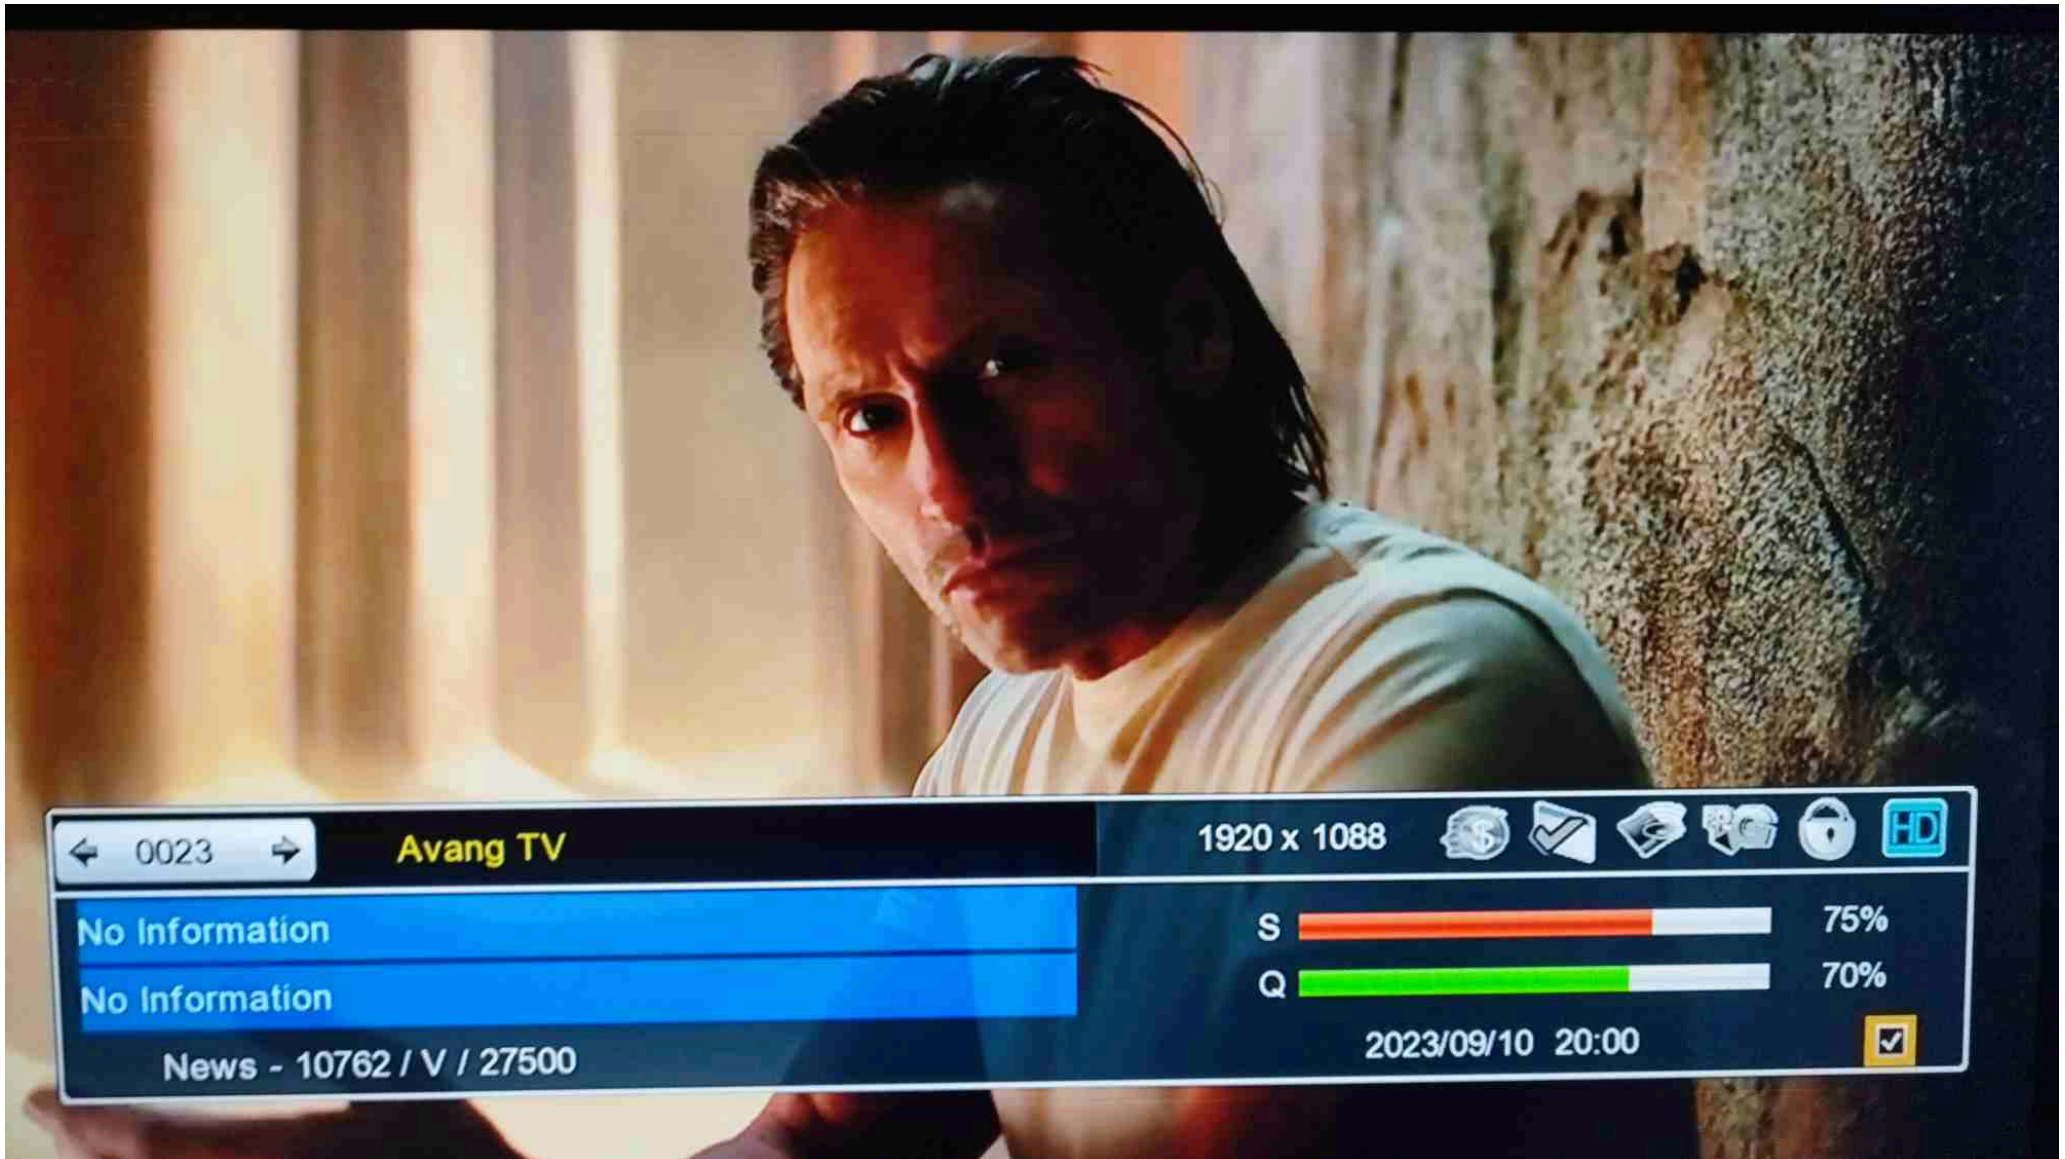 0023
Avang TV
1920 x 1088
HD
No Information
S
75%
No Information
Q
70%
News - 10762 / V / 27500
2023/09/10 20:00